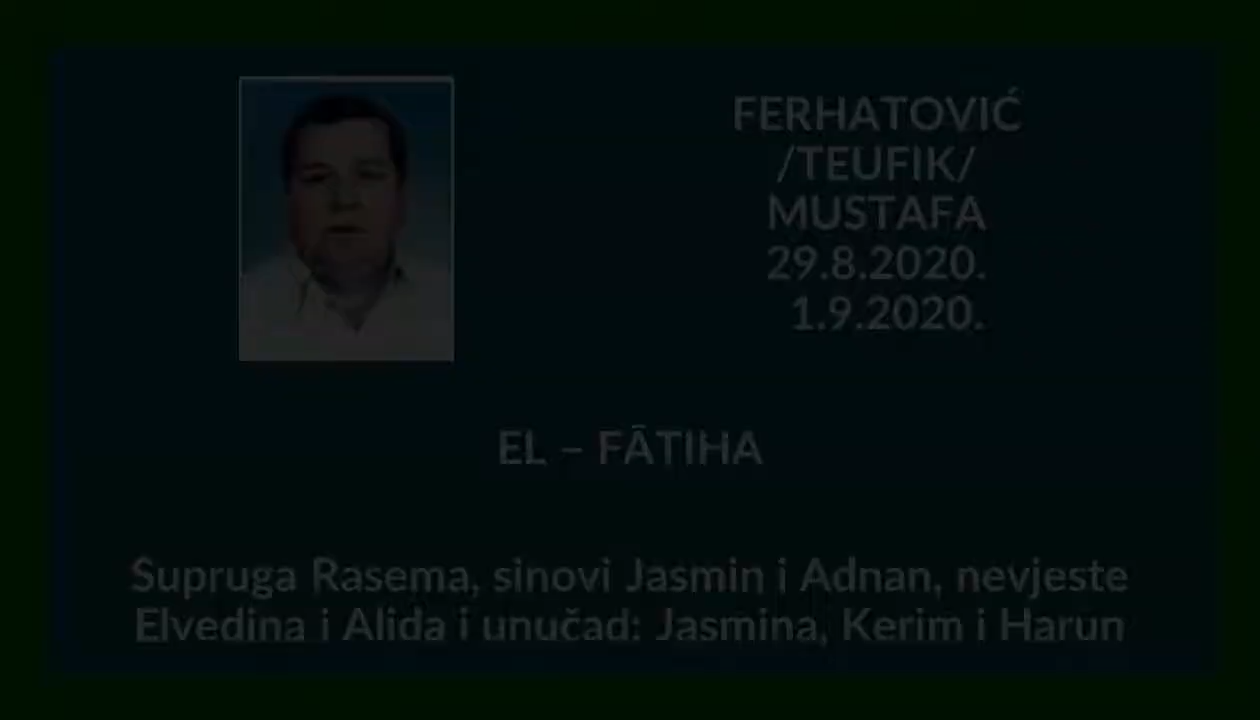 FERHATOVIĆ
/TEUFIK/
MUSTAFA
29.8.2020.
1.9.2020.
EL – FĀTIHA
Supruga Rasema, sinovi Jasmin i Adnan, nevjeste
Elvedina i Alida i unučad: Jasmina, Kerim i Harun